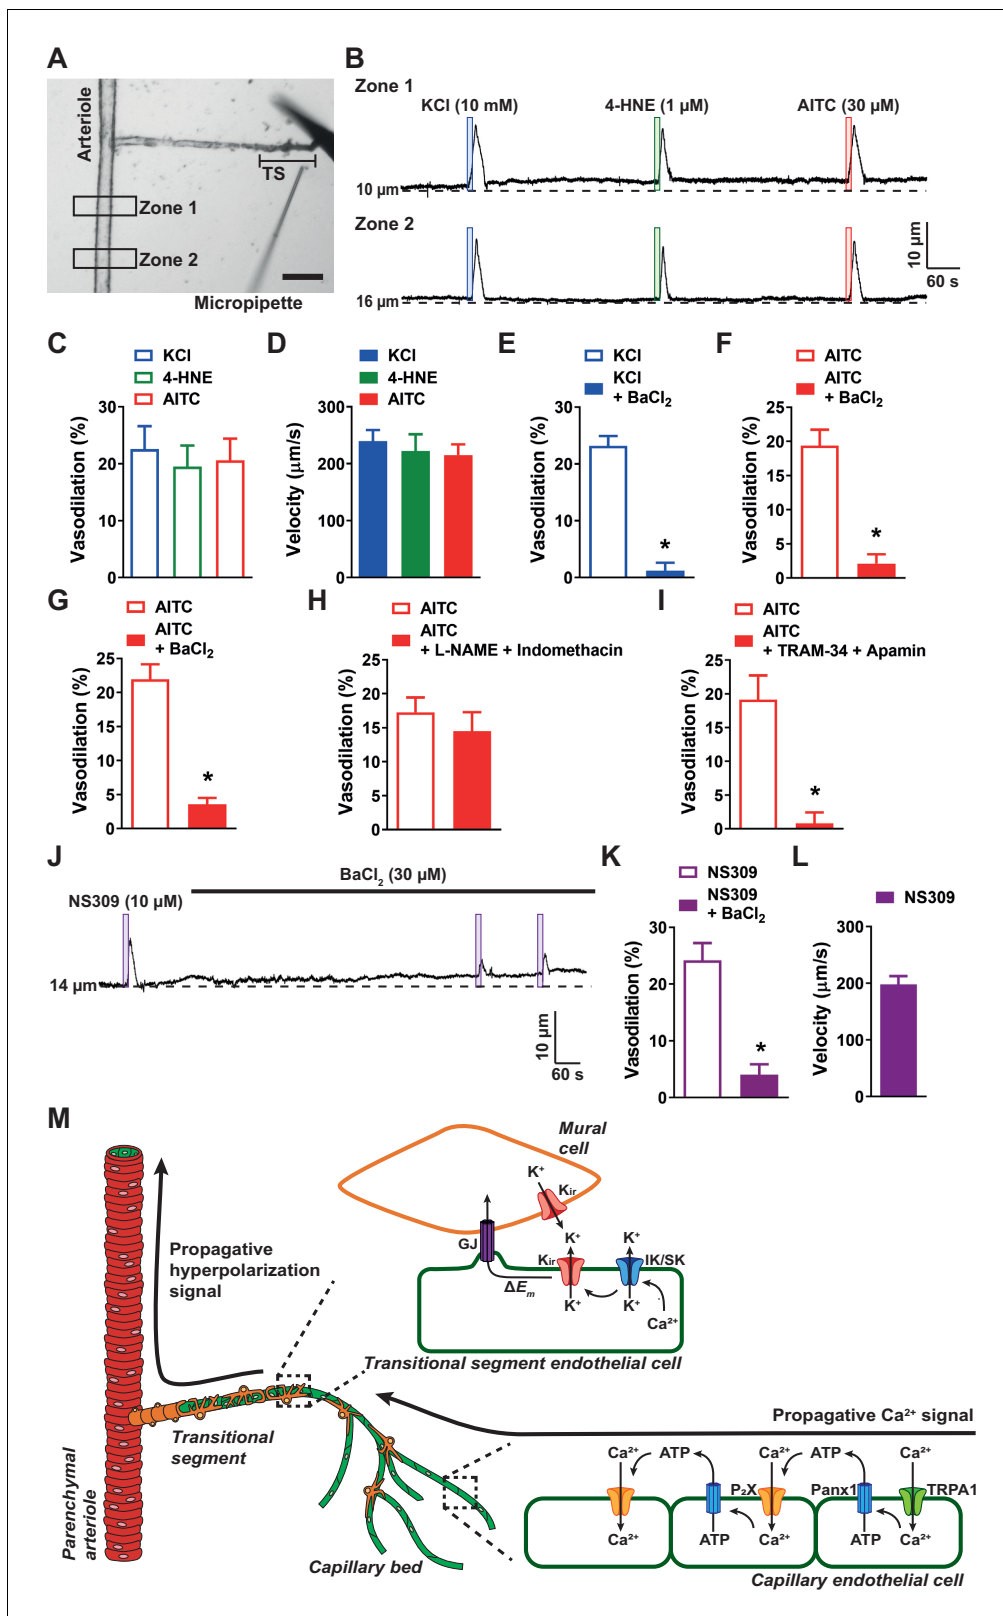 A
Arteriole
TS
Zone 1
Zone 2
Micropipette
B
Zone 1
KCl (10 mM)
4-HNE (1 µM)
AITC (30 µM)
10 µm
Zone 2
16 µm
10 µm
60 s
C
KCl
4-HNE
AITC
Vasodilation (%)
30
20
10
0
D
KCl
4-HNE
AITC
Velocity (µm/s)
300
200
100
0
E
KCl
KCl
+ BaCl₂
Vasodilation (%)
30
20
10
0
*
F
AITC
AITC
+ BaCl₂
Vasodilation (%)
25
20
15
10
5
0
*
G
AITC
AITC
+ BaCl₂
Vasodilation (%)
25
20
15
10
5
0
*
H
AITC
AITC
+ L-NAME + Indomethacin
Vasodilation (%)
25
20
15
10
5
0
I
AITC
AITC
+ TRAM-34 + Apamin
Vasodilation (%)
25
20
15
10
5
0
*
J
BaCl₂ (30 µM)
NS309 (10 µM)
14 µm
10 µm
60 s
K
NS309
NS309
+ BaCl₂
Vasodilation (%)
30
20
10
0
*
L
NS309
Velocity (µm/s)
300
200
100
0
M
Mural
cell
K⁺
Kir
GJ
K⁺
K⁺
Kir
IK/SK
ΔEm
K⁺
K⁺
Ca²⁺
Transitional segment endothelial cell
Propagative
hyperpolarization
signal
Transitional
segment
Parenchymal
arteriole
Capillary bed
Propagative Ca²⁺ signal
Ca²⁺
ATP
Ca²⁺
ATP
Ca²⁺
P₂X
Panx1
TRPA1
Ca²⁺
ATP
Ca²⁺
ATP
Ca²⁺
Capillary endothelial cell